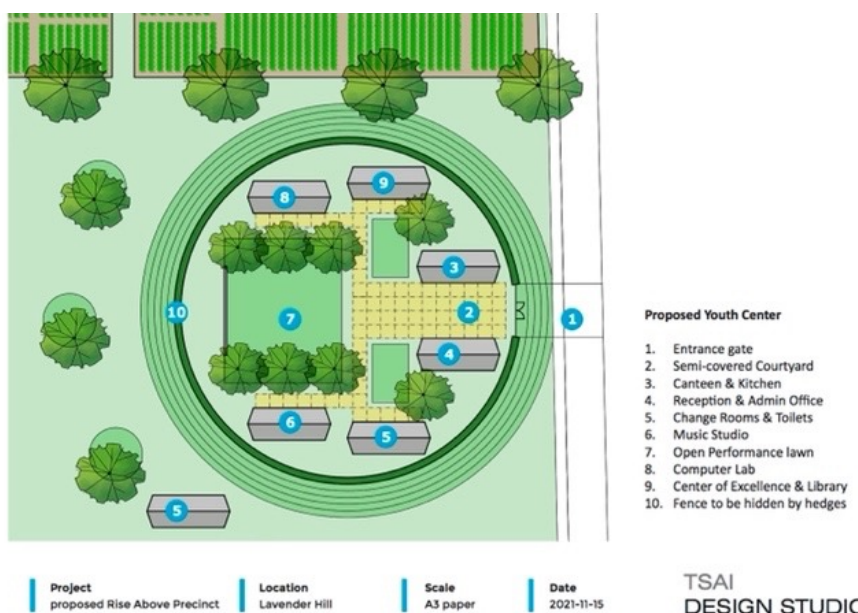 8
9
3
10
7
2
1
4
6
5
5
Proposed Youth Center
1. Entrance gate
2. Semi-covered Courtyard
3. Canteen & Kitchen
4. Reception & Admin Office
5. Change Rooms & Toilets
6. Music Studio
7. Open Performance lawn
8. Computer Lab
9. Center of Excellence & Library
10. Fence to be hidden by hedges
Project
proposed Rise Above Precinct
Location
Lavender Hill
Scale
A3 paper
Date
2021-11-15
TSAI
DESIGN STUDIO